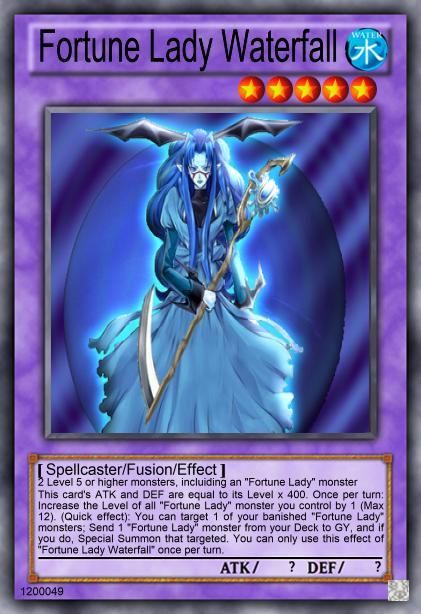 Fortune Lady Waterfall
WATER
水
[ Spellcaster/Fusion/Effect ]
2 Level 5 or higher monsters, incluiding an "Fortune Lady" monster
This card's ATK and DEF are equal to its Level x 400. Once per turn:
Increase the Level of all "Fortune Lady" monster you control by 1 (Max
12). (Quick effect): You can target 1 of your banished "Fortune Lady"
monsters; Send 1 "Fortune Lady" monster from your Deck to GY, and if
you do, Special Summon that targeted. You can only use this effect of
"Fortune Lady Waterfall" once per turn.
ATK/ ? DEF/ ?
1200049